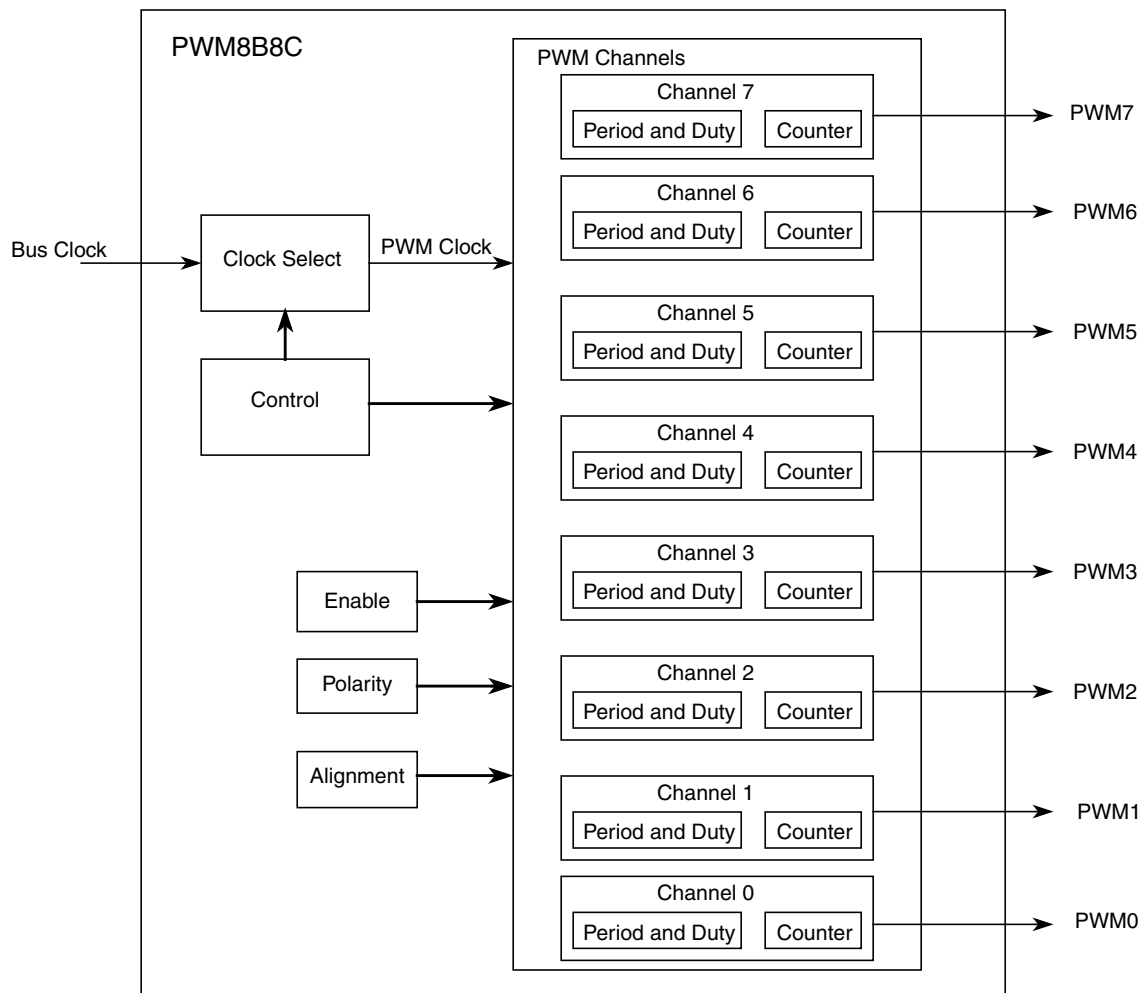 PWM8B8C
PWM Channels
Channel 7
Period and Duty
Counter
PWM7
Channel 6
Period and Duty
Counter
PWM6
Bus Clock
Clock Select
PWM Clock
Control
Channel 5
Period and Duty
Counter
PWM5
Channel 4
Period and Duty
Counter
PWM4
Channel 3
Period and Duty
Counter
PWM3
Enable
Polarity
Alignment
Channel 2
Period and Duty
Counter
PWM2
Channel 1
Period and Duty
Counter
PWM1
Channel 0
Period and Duty
Counter
PWM0